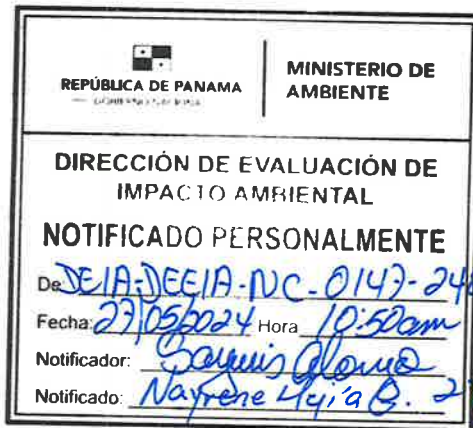 REPÚBLICA DE PANAMA
MINISTERIO DE
AMBIENTE
DIRECCIÓN DE EVALUACIÓN DE
IMPACTO AMBIENTAL
NOTIFICADO PERSONALMENTE
De: DEIA-DEEIA-NC-0147-24
Fecha: 27/05/2024 Hora 10:50am
Notificador:
Notificado: Nayrene Mejía